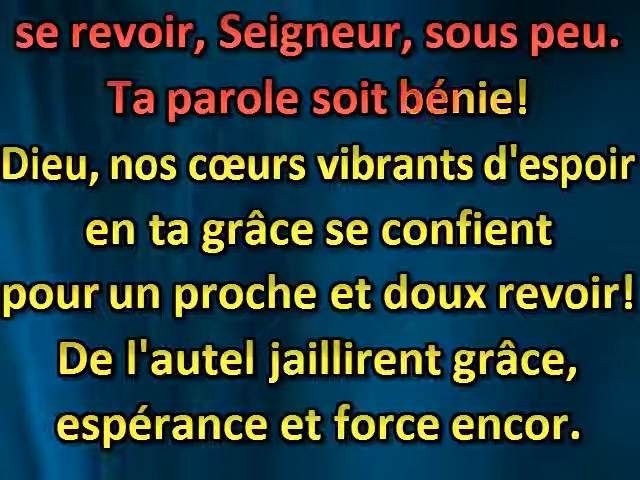 se revoir, Seigneur, sous peu.
Ta parole soit bénie!
Dieu, nos cœurs vibrants d'espoir
en ta grâce se confient
pour un proche et doux revoir!
De l'autel jaillirent grâce,
espérance et force encor.